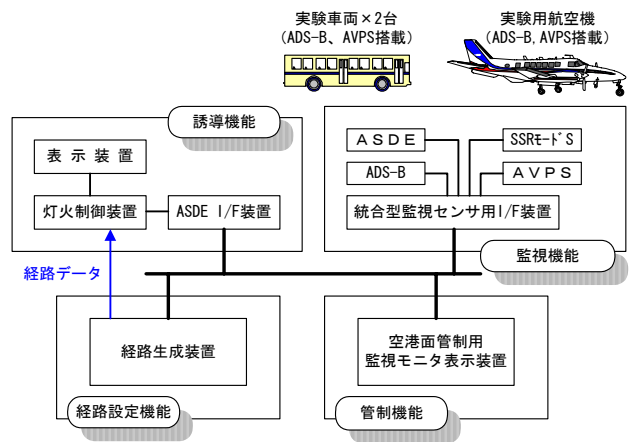 実験車両×2台
（ADS-B、AVPS搭載）
実験用航空機
（ADS-B,AVPS搭載）
誘導機能
表 示 装 置
灯火制御装置
ASDE I/F装置
ＡＳＤＥ
SSRﾓｰﾄﾞS
ADS-B
ＡＶＰＳ
統合型監視センサ用I/F装置
監視機能
経路データ
経路生成装置
経路設定機能
空港面管制用
監視モニタ表示装置
管制機能